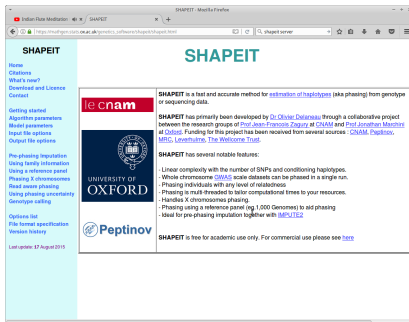 SHAPEIT - Mozilla Firefox
Indian Flute Meditation
SHAPEIT
https://mathgen.stats.ox.ac.uk/genetics_software/shapeit/shapeit.html
shapeit server
SHAPEIT
Home
Citations
What's new?
Download and Licence
Contact
Getting started
Algorithm parameters
Model parameters
Input file options
Output file options
Pre-phasing imputation
Using family information
Using a reference panel
Phasing X chromosomes
Read aware phasing
Using phasing uncertainty
Genotype calling
Options list
File format specification
Version history
Last update: 17 August 2015
SHAPEIT
le cnam
UNIVERSITY OF
OXFORD
Peptinov
SHAPEIT is a fast and accurate method for estimation of haplotypes (aka phasing) from genotype
or sequencing data.
SHAPEIT has primarily been developed by Dr Olivier Delaneau through a collaborative project
between the research groups of Prof Jean-Francois Zagury at CNAM and Prof Jonathan Marchini
at Oxford. Funding for this project has been received from several sources : CNAM, Peptinov,
MRC, Leverhulme, The Wellcome Trust.
SHAPEIT has several notable features:
- Linear complexity with the number of SNPs and conditioning haplotypes.
- Whole chromosome GWAS scale datasets can be phased in a single run.
- Phasing individuals with any level of relatedness
- Phasing is multi-threaded to tailor computational times to your resources.
- Handles X chromosomes phasing.
- Phasing using a reference panel (eg.1,000 Genomes) to aid phasing
- Ideal for pre-phasing imputation together with IMPUTE2
SHAPEIT is free for academic use only. For commercial use please see here